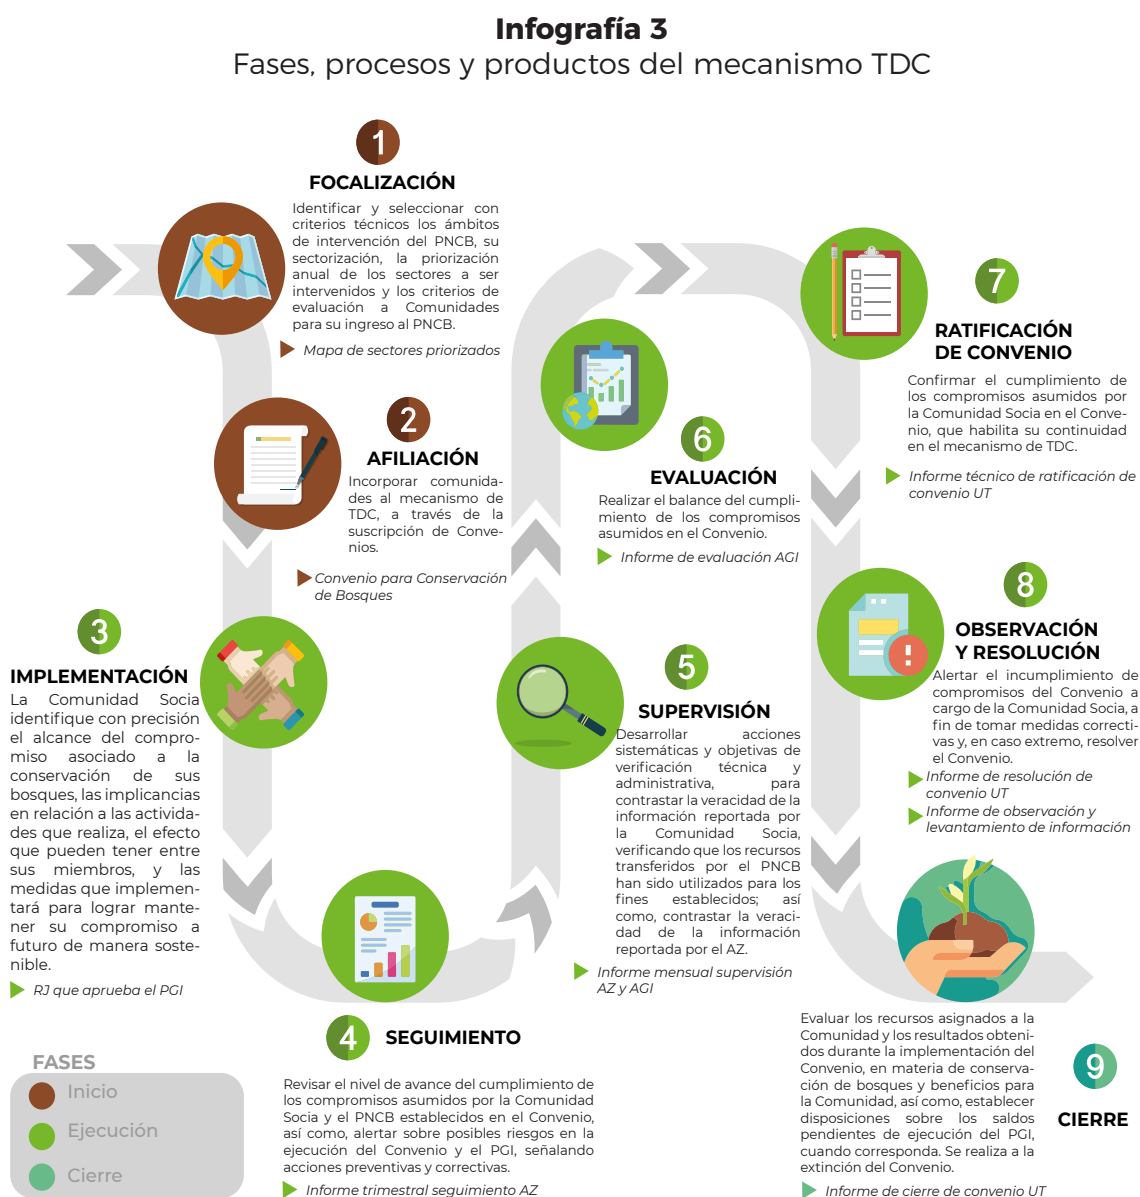 Infografía 3
Fases, procesos y productos del mecanismo TDC
1
FOCALIZACIÓN
Identificar y seleccionar con
criterios técnicos los ámbitos
de intervención del PNCB, su
sectorización, la priorización
anual de los sectores a ser
intervenidos y los criterios de
evaluación a Comunidades
para su ingreso al PNCB.
Mapa de sectores priorizados
2
AFILIACIÓN
Incorporar comunida-
des al mecanismo de
TDC, a través de la
suscripción de Conve-
nios.
Convenio para Conservación
de Bosques
3
IMPLEMENTACIÓN
La Comunidad Socia
identifique con precisión
el alcance del compro-
miso asociado a la
conservación de sus
bosques, las implicancias
en relación a las activida-
des que realiza, el efecto
que pueden tener entre
sus miembros, y las
medidas que implemen-
tará para lograr mante-
ner su compromiso a
futuro de manera soste-
nible.
RJ que aprueba el PGI
4
SEGUIMIENTO
Revisar el nivel de avance del cumplimiento de
los compromisos asumidos por la Comunidad
Socia y el PNCB establecidos en el Convenio,
así como, alertar sobre posibles riesgos en la
ejecución del Convenio y el PGI, señalando
acciones preventivas y correctivas.
Informe trimestral seguimiento AZ
5
SUPERVISIÓN
Desarrollar acciones
sistemáticas y objetivas de
verificación técnica y
administrativa, para
contrastar la veracidad de la
información reportada por
la Comunidad Socia,
verificando que los recursos
transferidos por el PNCB
han sido utilizados para los
fines establecidos; así
como, contrastar la veraci-
dad de la información
reportada por el AZ.
Informe mensual supervisión
AZ y AGI
6
EVALUACIÓN
Realizar el balance del cumpli-
miento de los compromisos
asumidos en el Convenio.
Informe de evaluación AGI
7
RATIFICACIÓN
DE CONVENIO
Confirmar el cumplimiento de
los compromisos asumidos por
la Comunidad Socia en el Conve-
nio, que habilita su continuidad
en el mecanismo de TDC.
Informe técnico de ratificación de
convenio UT
8
OBSERVACIÓN
Y RESOLUCIÓN
Alertar el incumplimiento de
compromisos del Convenio a
cargo de la Comunidad Socia, a
fin de tomar medidas correcti-
vas y, en caso extremo, resolver
el Convenio.
Informe de resolución de
convenio UT
Informe de observación y
levantamiento de información
9
CIERRE
Evaluar los recursos asignados a la
Comunidad y los resultados obteni-
dos durante la implementación del
Convenio, en materia de conserva-
ción de bosques y beneficios para
la Comunidad, así como, establecer
disposiciones sobre los saldos
pendientes de ejecución del PGI,
cuando corresponda. Se realiza a la
extinción del Convenio.
Informe de cierre de convenio UT
FASES
Inicio
Ejecución
Cierre